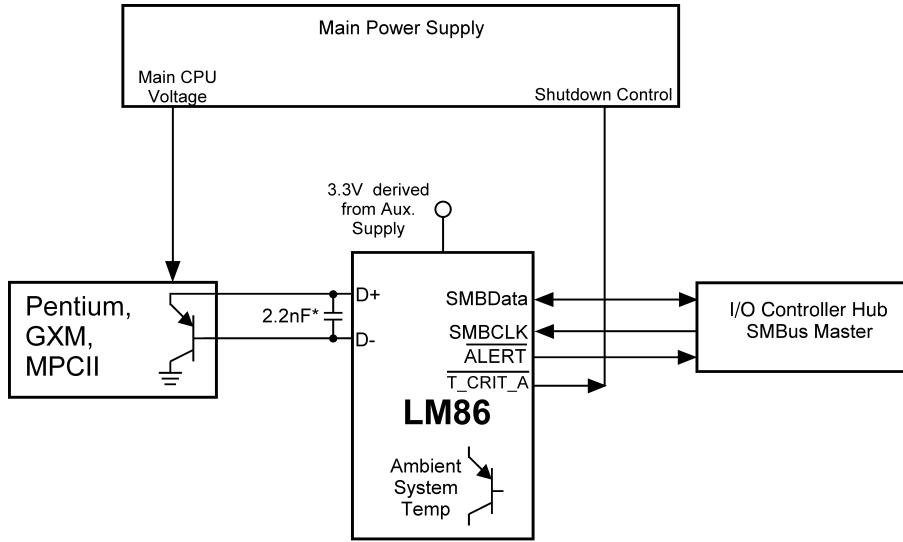 Main Power Supply
Main CPU
Voltage
Shutdown Control
3.3V derived
from Aux.
Supply
Pentium,
GXM,
MPCII
2.2nF*
D+
D-
SMBData
SMBCLK
ALERT
T_CRIT_A
LM86
Ambient
System
Temp
I/O Controller Hub
SMBus Master